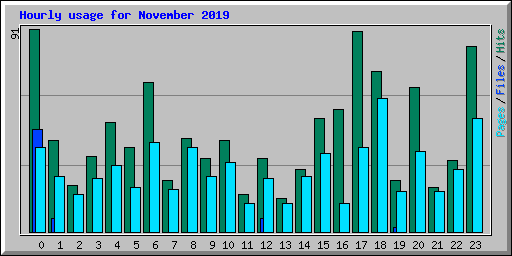 Hourly usage for November 2019
91
Pages/Files/Hits
0 1 2 3 4 5 6 7 8 9 10 11 12 13 14 15 16 17 18 19 20 21 22 23